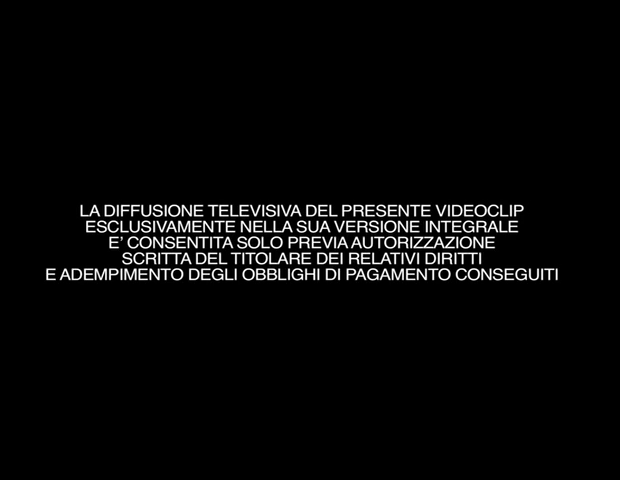 LA DIFFUSIONE TELEVISIVA DEL PRESENTE VIDEOCLIP
ESCLUSIVAMENTE NELLA SUA VERSIONE INTEGRALE
E' CONSENTITA SOLO PREVIA AUTORIZZAZIONE
SCRITTA DEL TITOLARE DEI RELATIVI DIRITTI
E ADEMPIMENTO DEGLI OBBLIGHI DI PAGAMENTO CONSEGUITI